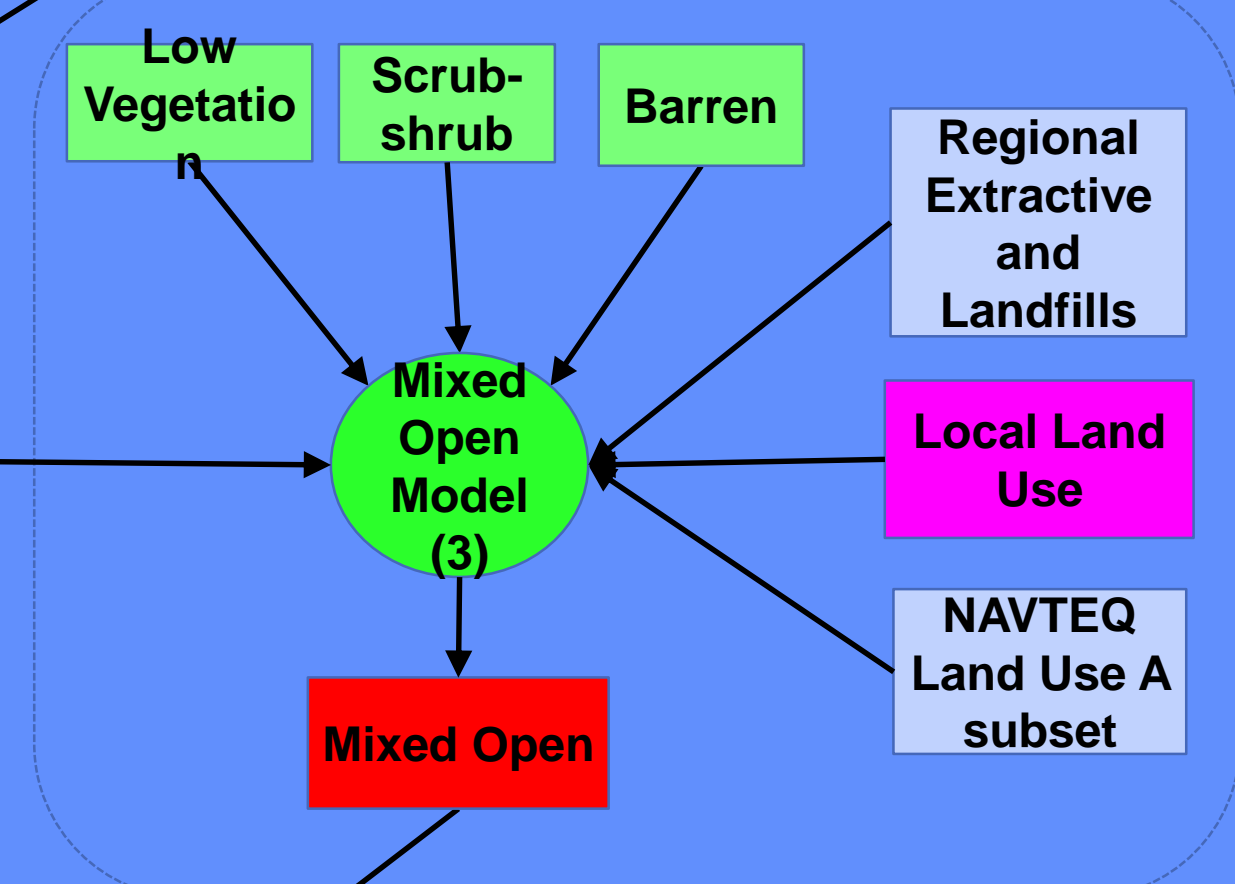 Low
Vegetatio
n
Scrub-
shrub
Barren
Regional
Extractive
and
Landfills
Mixed
Open
Model
(3)
Local Land
Use
NAVTEQ
Land Use A
subset
Mixed Open